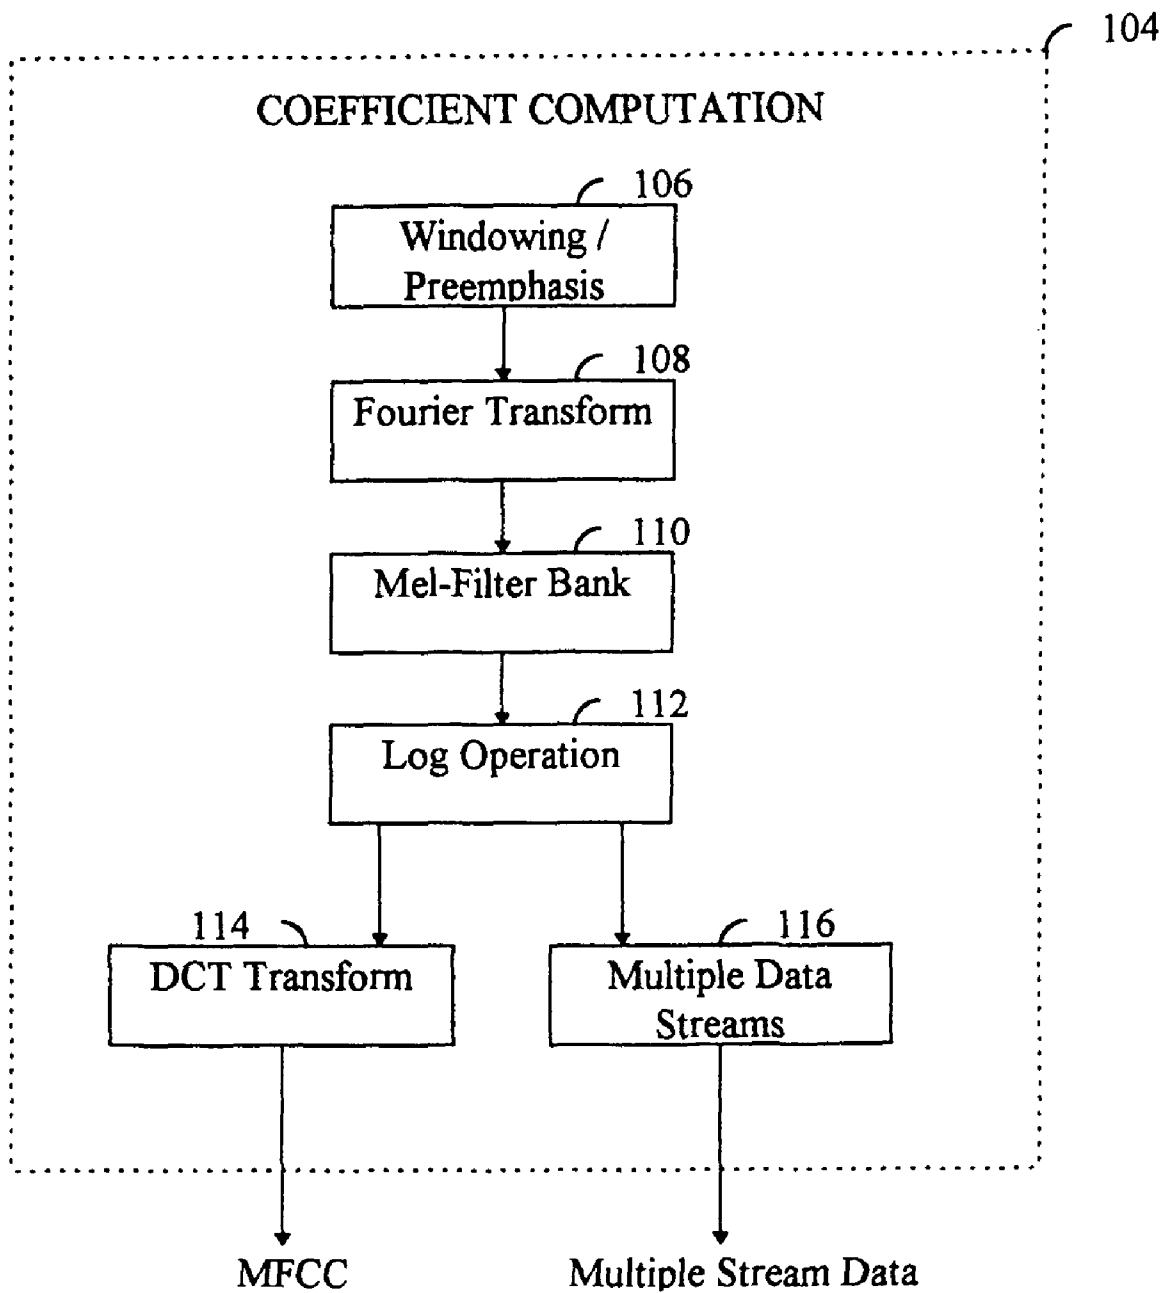 104
COEFFICIENT COMPUTATION
106
Windowing /
Preemphasis
108
Fourier Transform
110
Mel-Filter Bank
112
Log Operation
114
DCT Transform
116
Multiple Data
Streams
MFCC
Multiple Stream Data